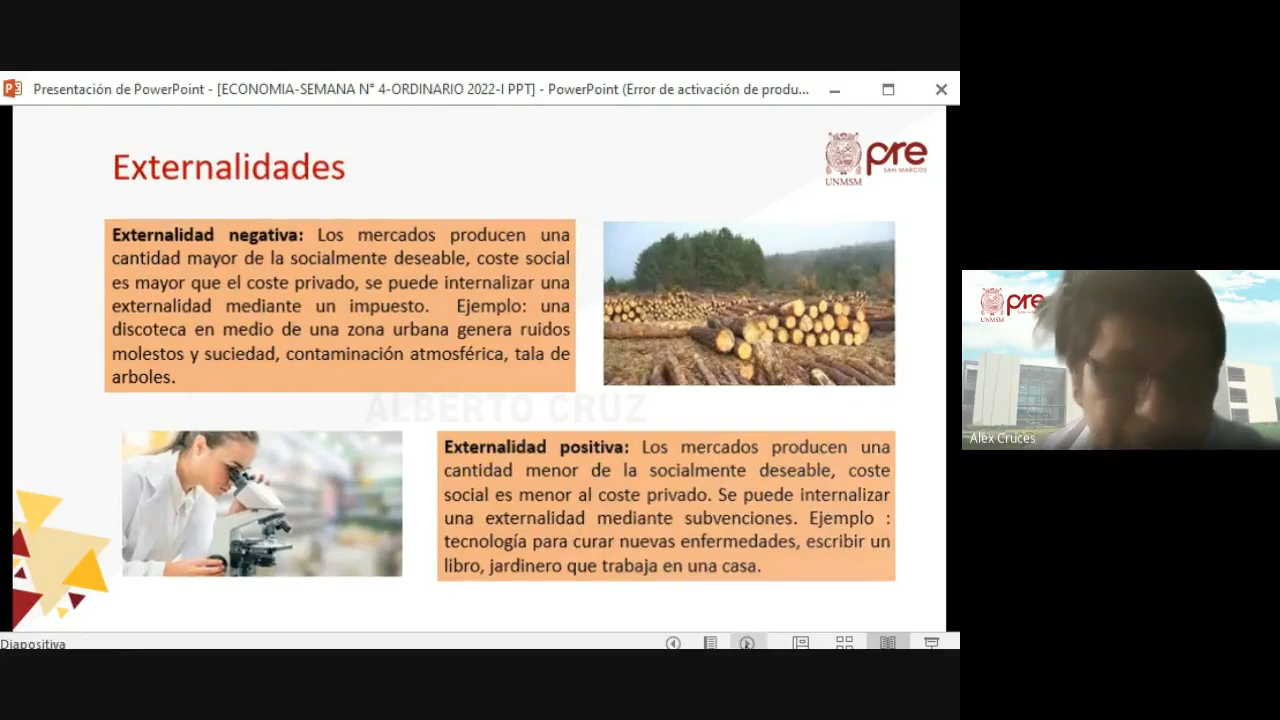 Presentación de PowerPoint - [ECONOMIA-SEMANA N° 4-ORDINARIO 2022-I PPT] - PowerPoint (Error de activación de produ...
Externalidades
UNMSM
pre
SAN MARCOS
Externalidad negativa: Los mercados producen una
cantidad mayor de la socialmente deseable, coste social
es mayor que el coste privado, se puede internalizar una
externalidad mediante un impuesto. Ejemplo: una
discoteca en medio de una zona urbana genera ruidos
molestos y suciedad, contaminación atmosférica, tala de
arboles.
ALBERTO CRUZ
Externalidad positiva: Los mercados producen una
cantidad menor de la socialmente deseable, coste
social es menor al coste privado. Se puede internalizar
una externalidad mediante subvenciones. Ejemplo :
tecnología para curar nuevas enfermedades, escribir un
libro, jardinero que trabaja en una casa.
Diapositiva
UNMSM
pre
Alex Cruces